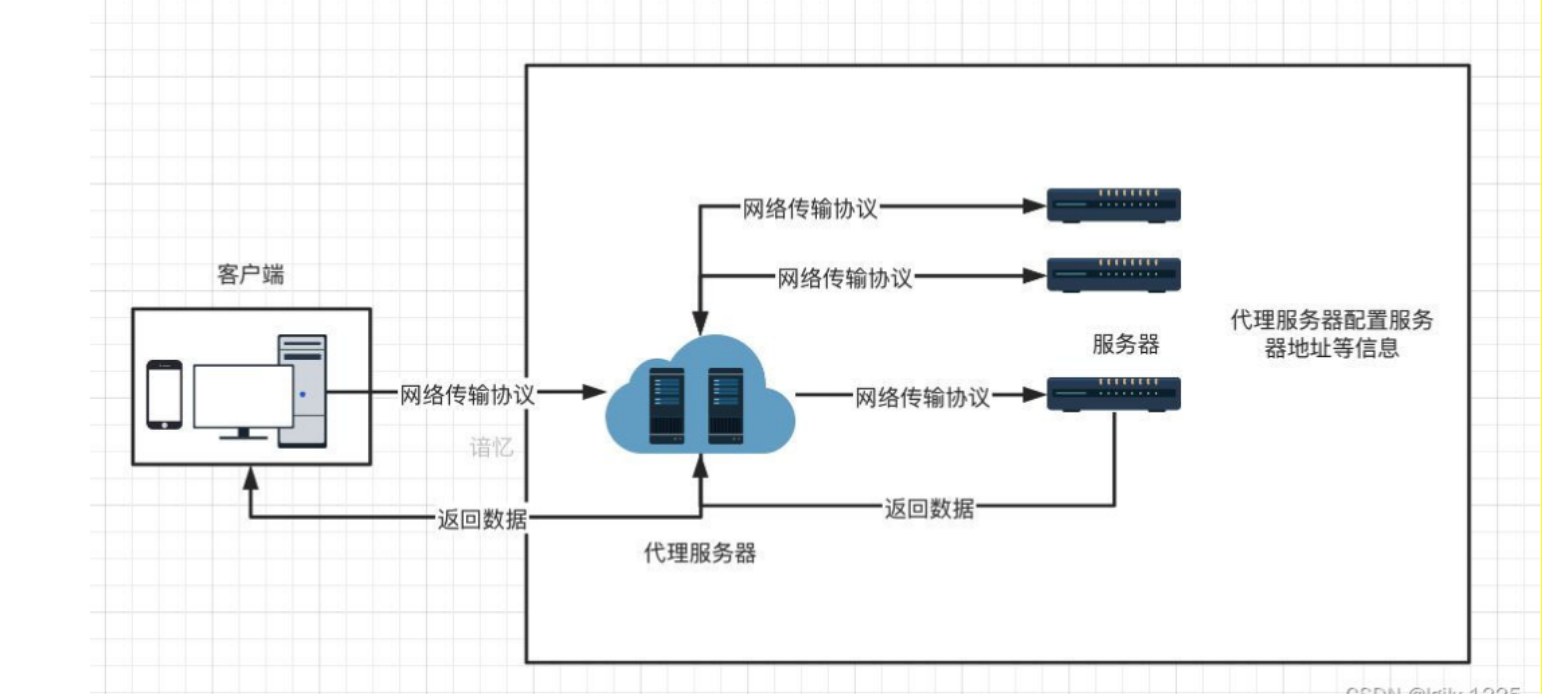 网络传输协议
客户端
网络传输协议
代理服务器配置服务
器地址等信息
服务器
网络传输协议
网络传输协议
谙忆
返回数据
返回数据
代理服务器